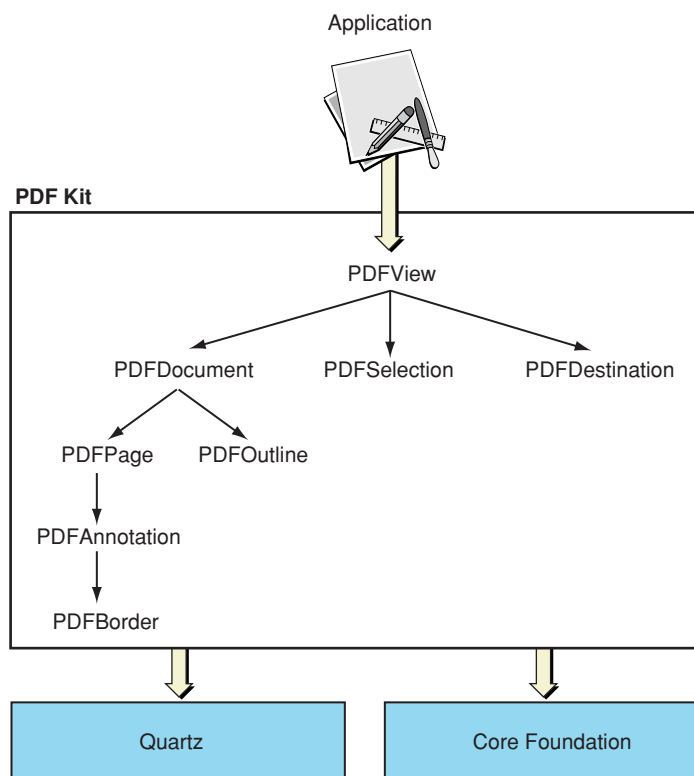 Application
PDF Kit
PDFView
PDFDocument
PDFSelection
PDFDestination
PDFPage
PDFOutline
PDFAnnotation
PDFBorder
Quartz
Core Foundation